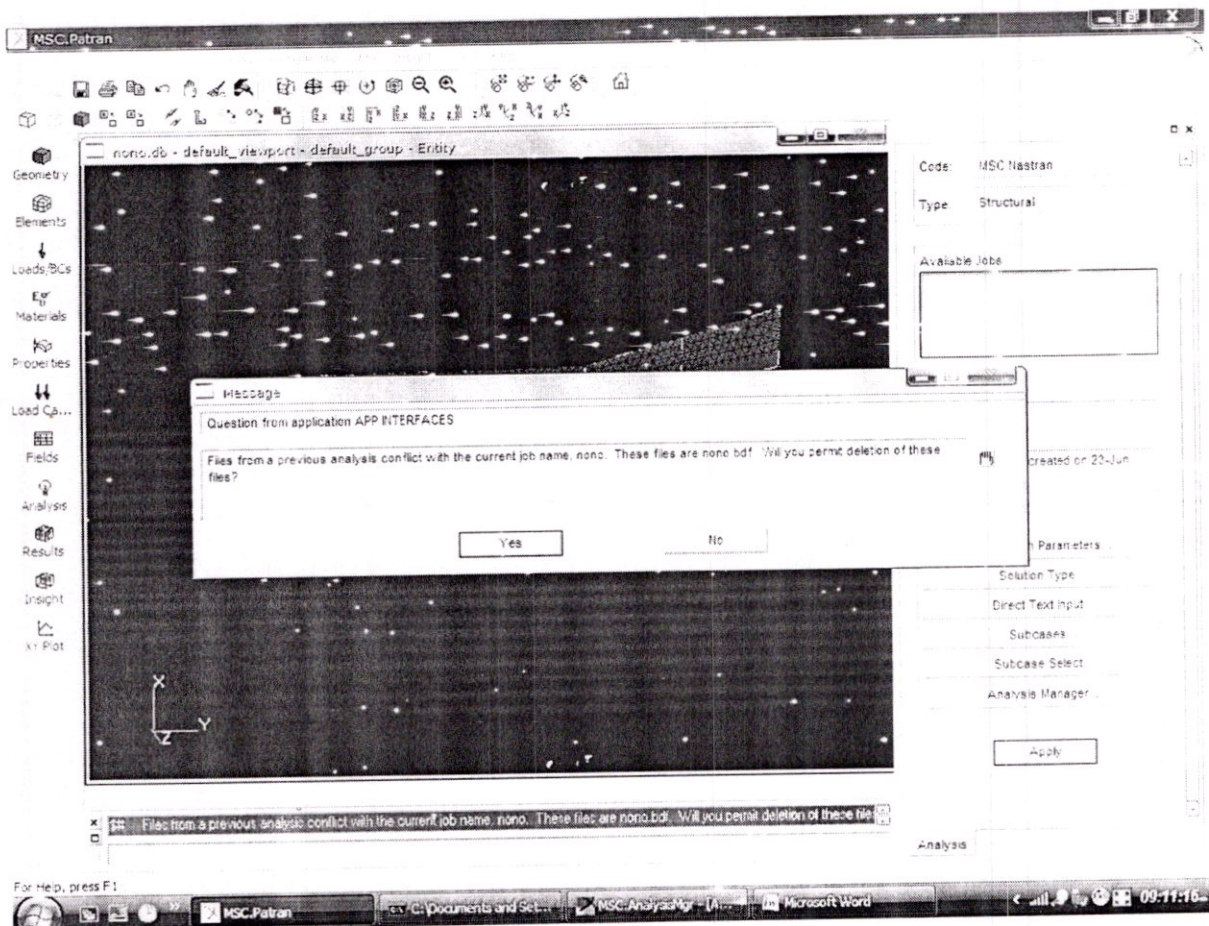 MSC.Patran
nono.db - default_viewport - default_group - Entity
Geometry
Elements
Loads/BCs
Materials
Properties
Load Ca...
Fields
Analysis
Results
Insight
XY Plot
Code: MSC Nastran
Type: Structural
Available Jobs
Message
Question from application APP INTERFACES
Files from a previous analysis conflict with the current job name, nono. These files are nono.bdf. Will you permit deletion of these
files?
Yes
No
created on 23-Jun
Parameters...
Solution Type
Direct Text Input
Subcases
Subcase Select
Analysis Manager...
Apply
X
Y
Z
$# Files from a previous analysis conflict with the current job name, nono. These files are nono.bdf. Will you permit deletion of these files
Analysis
For Help, press F1
MSC.Patran
C:\Documents and Set...
MSC.AnalysisMgr - [A...
Microsoft Word
09:11:15